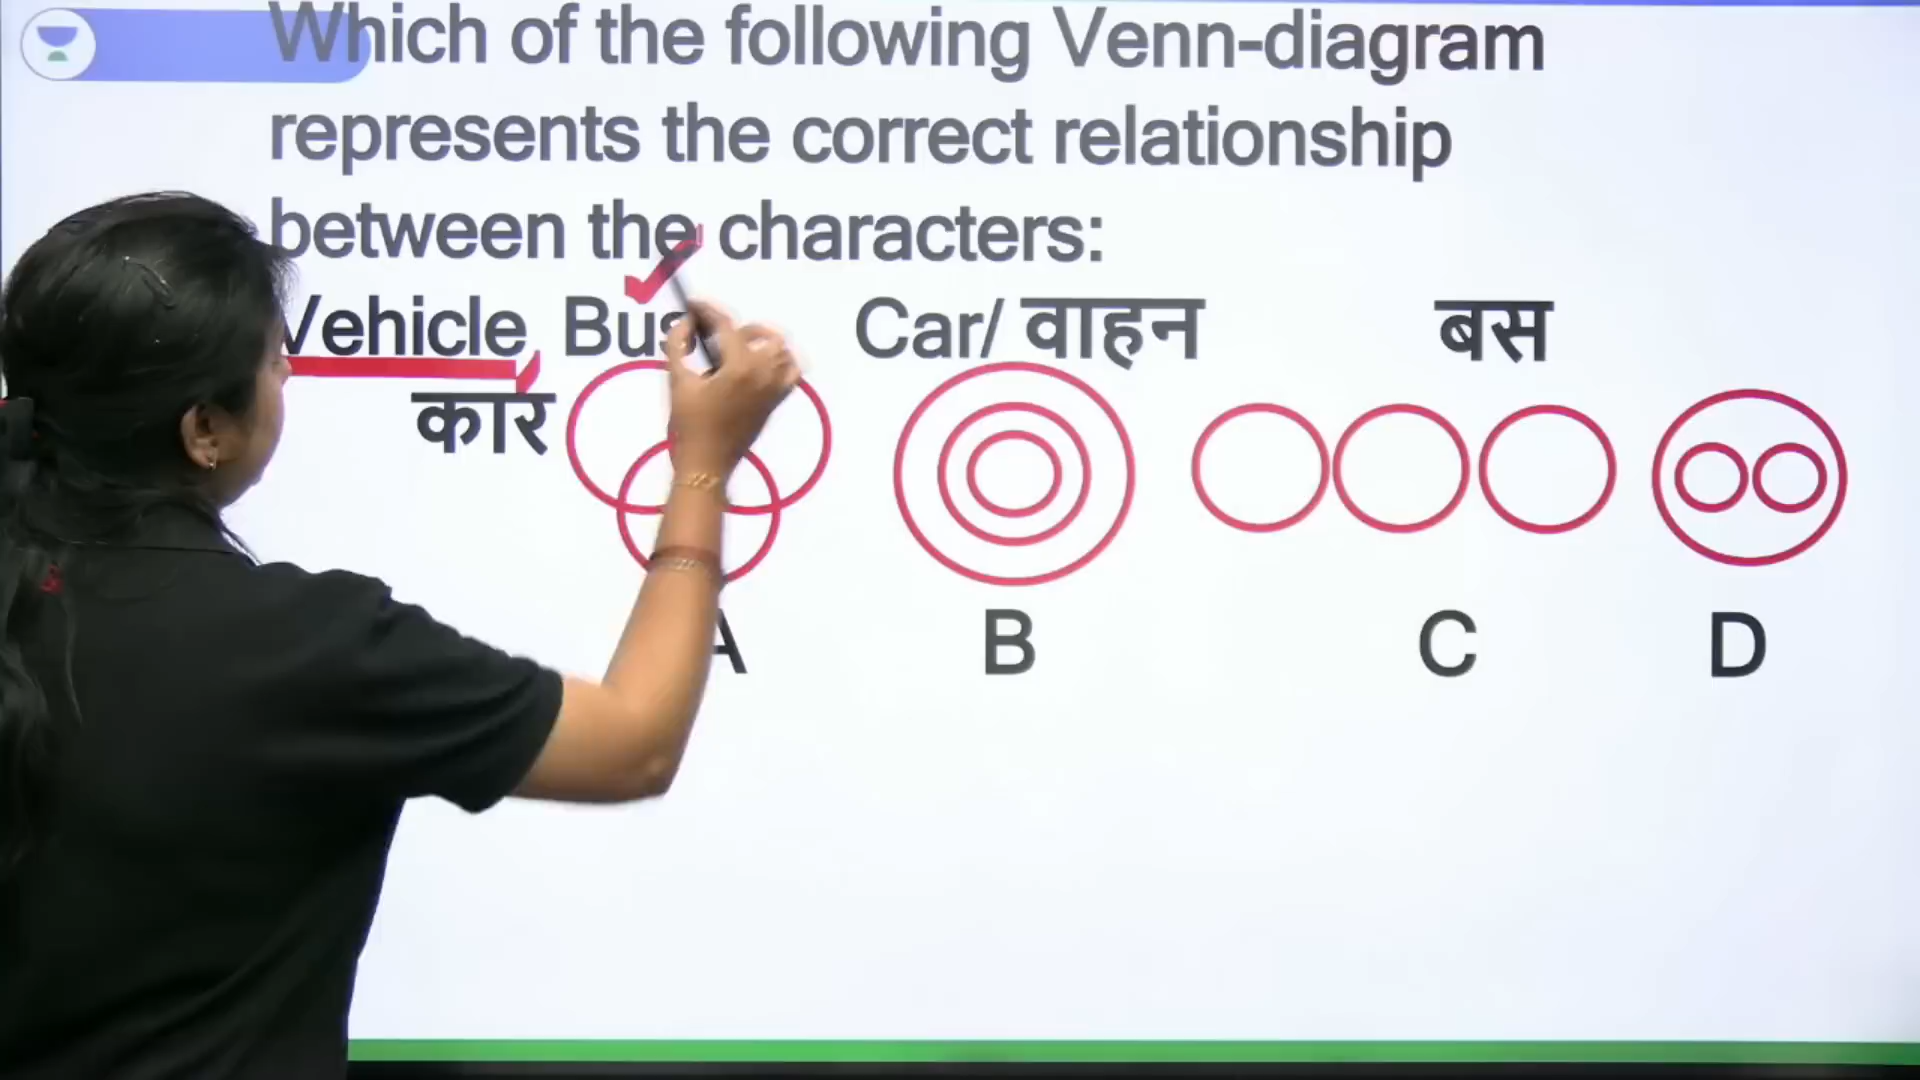 Which of the following Venn-diagram
represents the correct relationship
between the characters:
Vehicle, Bus Car/ वाहन बस
कार
A B C D